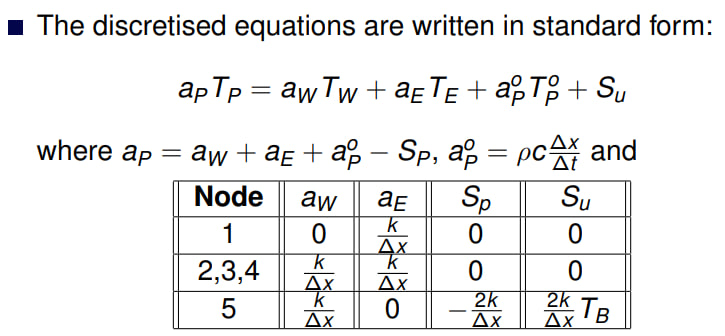 ■ The discretised equations are written in standard form:
a_P T_P = a_W T_W + a_E T_E + a_P^o T_P^o + S_u
where a_P = a_W + a_E + a_P^o − S_P, a_P^o = ρc Δx/Δt and
Node a_W a_E S_p S_u
1 0 k/Δx 0 0
2,3,4 k/Δx k/Δx 0 0
5 k/Δx 0 −2k/Δx 2k/Δx T_B